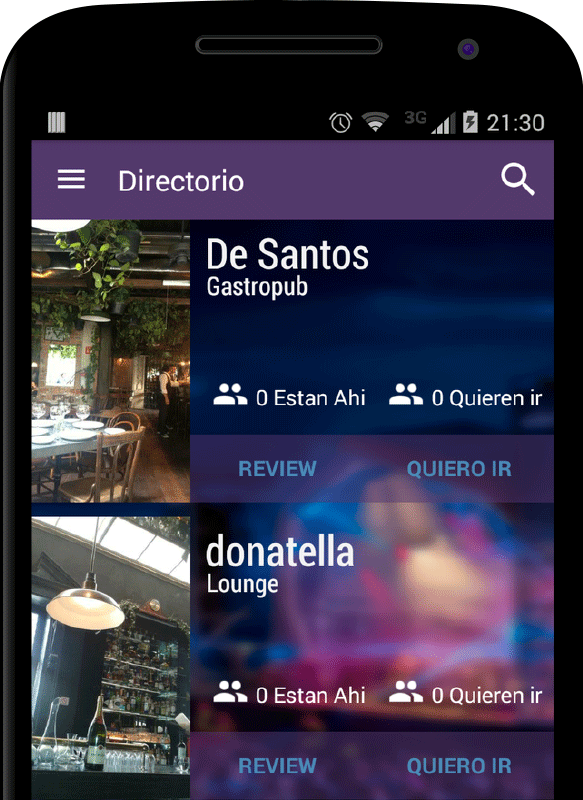 3G 21:30
Directorio
De Santos
Gastropub
0 Estan Ahi 0 Quieren ir
REVIEW QUIERO IR
donatella
Lounge
0 Estan Ahi 0 Quieren ir
REVIEW QUIERO IR